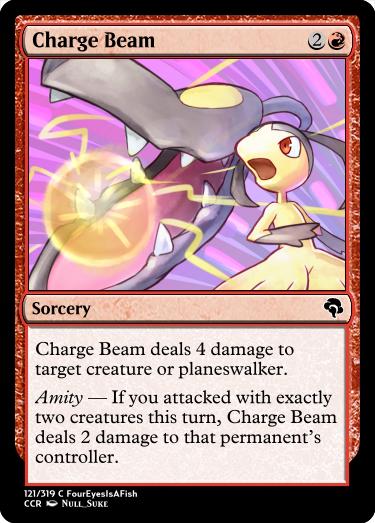 Charge Beam 2
Sorcery
Charge Beam deals 4 damage to
target creature or planeswalker.
Amity — If you attacked with exactly
two creatures this turn, Charge Beam
deals 2 damage to that permanent's
controller.
121/319 C FourEyesIsAFish
CCR Null_Suke